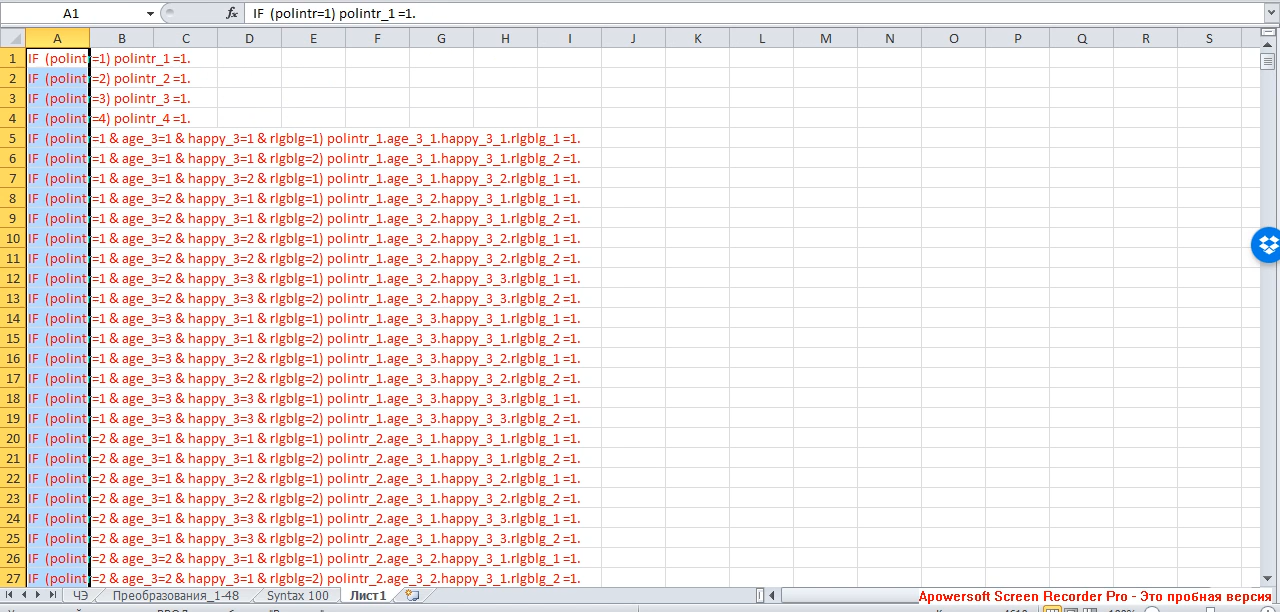 A1 fx IF (polintr=1) polintr_1 =1.
A B C D E F G H I J K L M N O P Q R S
1 IF (polintr=1) polintr_1 =1.
2 IF (polintr=2) polintr_2 =1.
3 IF (polintr=3) polintr_3 =1.
4 IF (polintr=4) polintr_4 =1.
5 IF (polintr=1 & age_3=1 & happy_3=1 & rlgblg=1) polintr_1.age_3_1.happy_3_1.rlgblg_1 =1.
6 IF (polintr=1 & age_3=1 & happy_3=1 & rlgblg=2) polintr_1.age_3_1.happy_3_1.rlgblg_2 =1.
7 IF (polintr=1 & age_3=1 & happy_3=2 & rlgblg=1) polintr_1.age_3_1.happy_3_2.rlgblg_1 =1.
8 IF (polintr=1 & age_3=2 & happy_3=1 & rlgblg=1) polintr_1.age_3_2.happy_3_1.rlgblg_1 =1.
9 IF (polintr=1 & age_3=2 & happy_3=1 & rlgblg=2) polintr_1.age_3_2.happy_3_1.rlgblg_2 =1.
10 IF (polintr=1 & age_3=2 & happy_3=2 & rlgblg=1) polintr_1.age_3_2.happy_3_2.rlgblg_1 =1.
11 IF (polintr=1 & age_3=2 & happy_3=2 & rlgblg=2) polintr_1.age_3_2.happy_3_2.rlgblg_2 =1.
12 IF (polintr=1 & age_3=2 & happy_3=3 & rlgblg=1) polintr_1.age_3_2.happy_3_3.rlgblg_1 =1.
13 IF (polintr=1 & age_3=2 & happy_3=3 & rlgblg=2) polintr_1.age_3_2.happy_3_3.rlgblg_2 =1.
14 IF (polintr=1 & age_3=3 & happy_3=1 & rlgblg=1) polintr_1.age_3_3.happy_3_1.rlgblg_1 =1.
15 IF (polintr=1 & age_3=3 & happy_3=1 & rlgblg=2) polintr_1.age_3_3.happy_3_1.rlgblg_2 =1.
16 IF (polintr=1 & age_3=3 & happy_3=2 & rlgblg=1) polintr_1.age_3_3.happy_3_2.rlgblg_1 =1.
17 IF (polintr=1 & age_3=3 & happy_3=2 & rlgblg=2) polintr_1.age_3_3.happy_3_2.rlgblg_2 =1.
18 IF (polintr=1 & age_3=3 & happy_3=3 & rlgblg=1) polintr_1.age_3_3.happy_3_3.rlgblg_1 =1.
19 IF (polintr=1 & age_3=3 & happy_3=3 & rlgblg=2) polintr_1.age_3_3.happy_3_3.rlgblg_2 =1.
20 IF (polintr=2 & age_3=1 & happy_3=1 & rlgblg=1) polintr_2.age_3_1.happy_3_1.rlgblg_1 =1.
21 IF (polintr=2 & age_3=1 & happy_3=1 & rlgblg=2) polintr_2.age_3_1.happy_3_1.rlgblg_2 =1.
22 IF (polintr=2 & age_3=1 & happy_3=2 & rlgblg=1) polintr_2.age_3_1.happy_3_2.rlgblg_1 =1.
23 IF (polintr=2 & age_3=1 & happy_3=2 & rlgblg=2) polintr_2.age_3_1.happy_3_2.rlgblg_2 =1.
24 IF (polintr=2 & age_3=1 & happy_3=3 & rlgblg=1) polintr_2.age_3_1.happy_3_3.rlgblg_1 =1.
25 IF (polintr=2 & age_3=1 & happy_3=3 & rlgblg=2) polintr_2.age_3_1.happy_3_3.rlgblg_2 =1.
26 IF (polintr=2 & age_3=2 & happy_3=1 & rlgblg=1) polintr_2.age_3_2.happy_3_1.rlgblg_1 =1.
27 IF (polintr=2 & age_3=2 & happy_3=1 & rlgblg=2) polintr_2.age_3_2.happy_3_1.rlgblg_2 =1.
ЧЭ Преобразования_1-48 Syntax 100 Лист1
Apowersoft Screen Recorder Pro - Это пробная версия